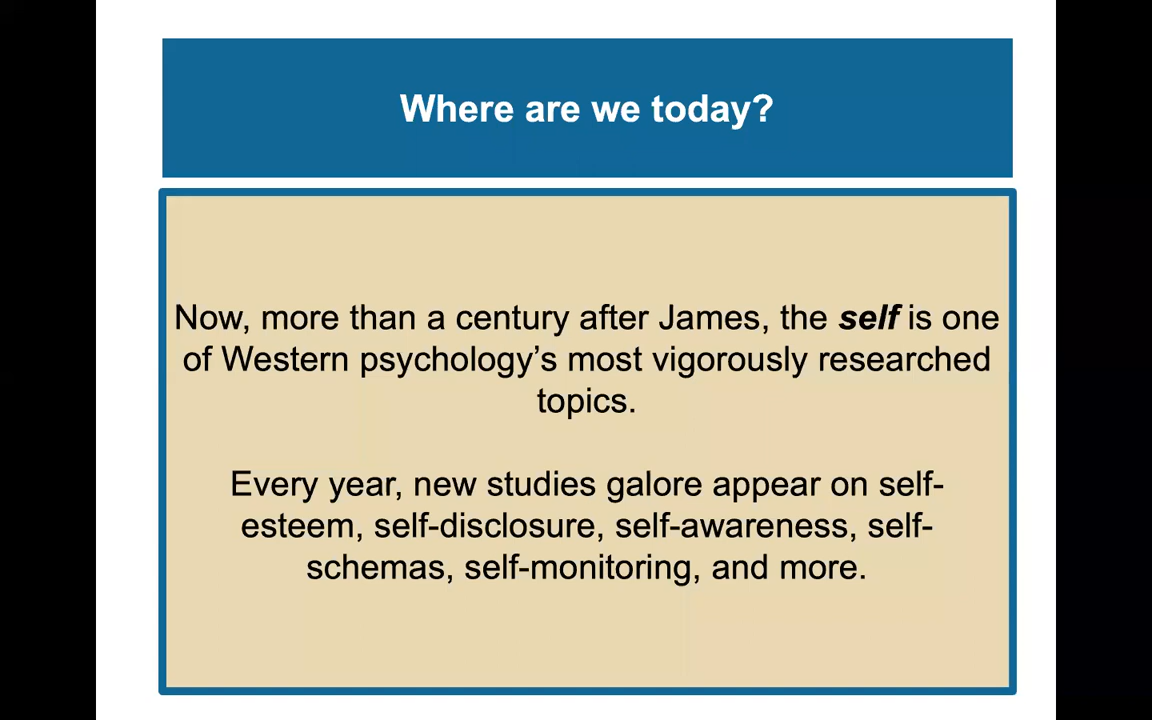 Where are we today?
Now, more than a century after James, the self is one
of Western psychology’s most vigorously researched
topics.
Every year, new studies galore appear on self-
esteem, self-disclosure, self-awareness, self-
schemas, self-monitoring, and more.